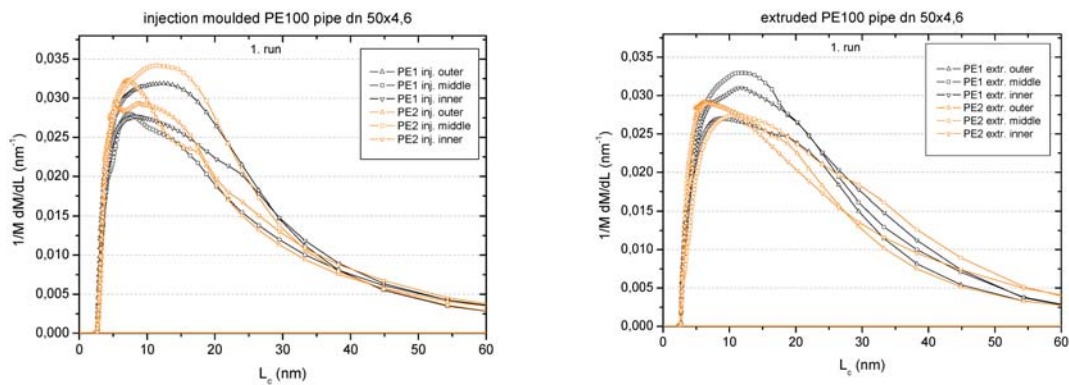 injection moulded PE100 pipe dn 50x4,6
1. run
PE1 inj. outer
PE1 inj. middle
PE1 inj. inner
PE2 inj. outer
PE2 inj. middle
PE2 inj. inner
1/M dM/dL (nm⁻¹)
0,035
0,030
0,025
0,020
0,015
0,010
0,005
0,000
0 10 20 30 40 50 60
L_c (nm)
extruded PE100 pipe dn 50x4,6
1. run
PE1 extr. outer
PE1 extr. middle
PE1 extr. inner
PE2 extr. outer
PE2 extr. middle
PE2 extr. inner
1/M dM/dL (nm⁻¹)
0,035
0,030
0,025
0,020
0,015
0,010
0,005
0,000
0 10 20 30 40 50 60
L_c (nm)